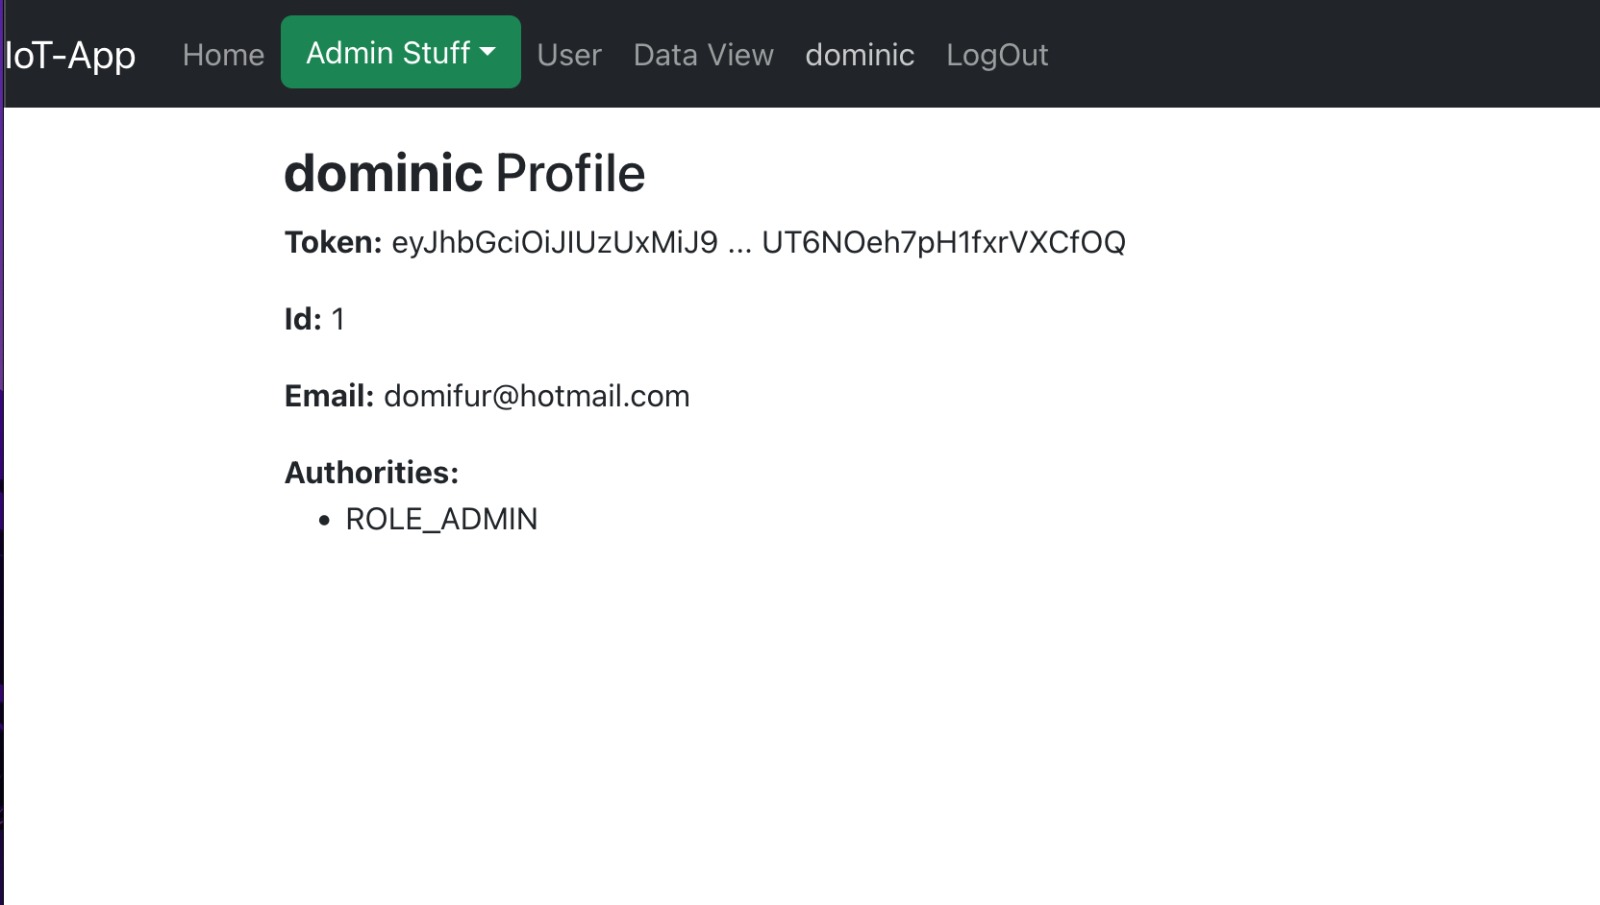 IoT-App Home Admin Stuff User Data View dominic LogOut
dominic Profile
Token: eyJhbGciOiJIUzUxMiJ9 ... UT6NOeh7pH1fxrVXCfOQ
Id: 1
Email: domifur@hotmail.com
Authorities:
• ROLE_ADMIN